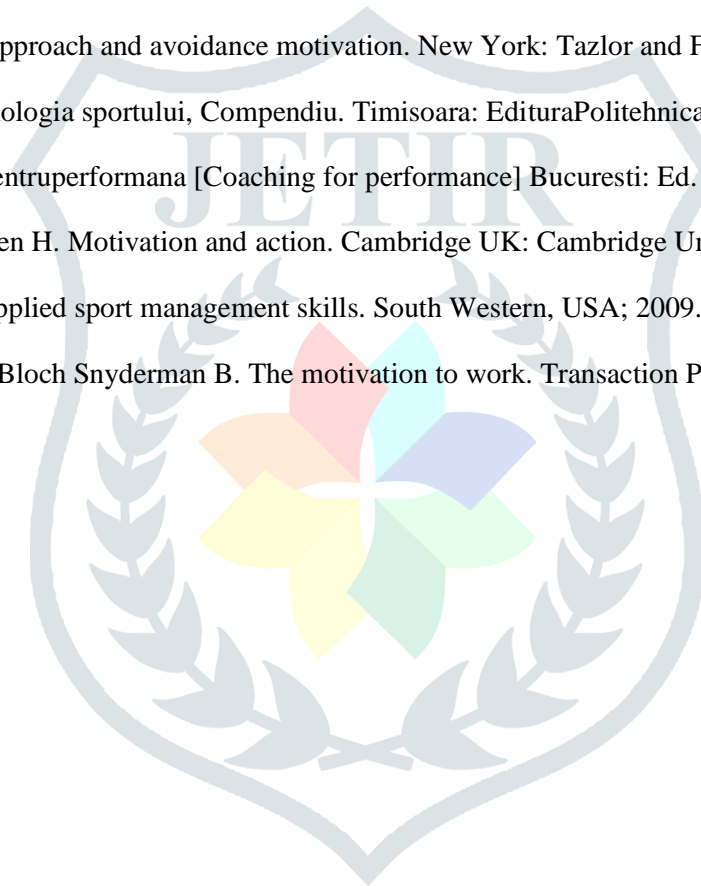 pproach and avoidance motivation. New York: Tazlor and F
ologia sportului, Compendiu. Timisoara: EdituraPolitehnica
entruperformana [Coaching for performance] Bucuresti: Ed.
JETIR
en H. Motivation and action. Cambridge UK: Cambridge Un
pplied sport management skills. South Western, USA; 2009.
Bloch Snyderman B. The motivation to work. Transaction P